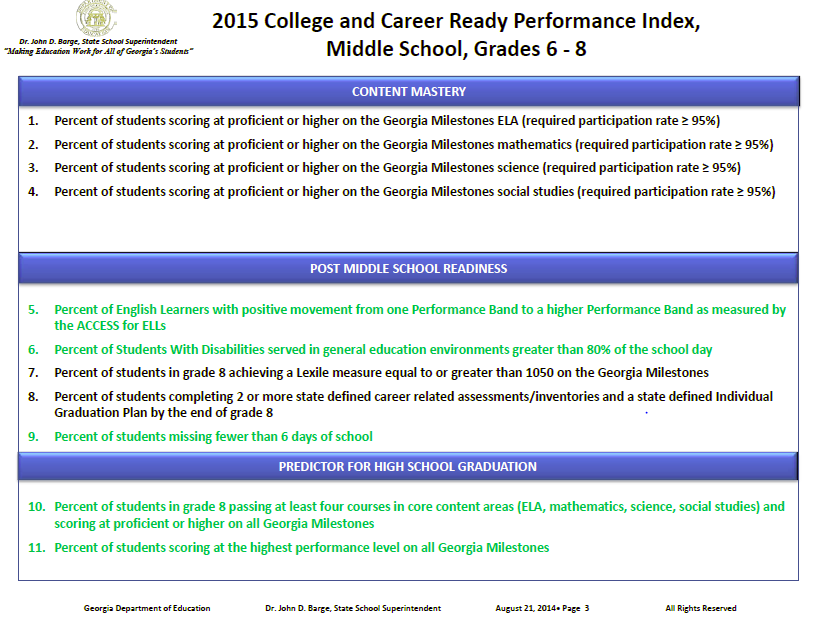 2015 College and Career Ready Performance Index,
Middle School, Grades 6 - 8
Dr. John D. Barge, State School Superintendent
"Making Education Work for All of Georgia's Students"
CONTENT MASTERY
1. Percent of students scoring at proficient or higher on the Georgia Milestones ELA (required participation rate ≥ 95%)
2. Percent of students scoring at proficient or higher on the Georgia Milestones mathematics (required participation rate ≥ 95%)
3. Percent of students scoring at proficient or higher on the Georgia Milestones science (required participation rate ≥ 95%)
4. Percent of students scoring at proficient or higher on the Georgia Milestones social studies (required participation rate ≥ 95%)
POST MIDDLE SCHOOL READINESS
5. Percent of English Learners with positive movement from one Performance Band to a higher Performance Band as measured by
the ACCESS for ELLs
6. Percent of Students With Disabilities served in general education environments greater than 80% of the school day
7. Percent of students in grade 8 achieving a Lexile measure equal to or greater than 1050 on the Georgia Milestones
8. Percent of students completing 2 or more state defined career related assessments/inventories and a state defined Individual
Graduation Plan by the end of grade 8
9. Percent of students missing fewer than 6 days of school
PREDICTOR FOR HIGH SCHOOL GRADUATION
10. Percent of students in grade 8 passing at least four courses in core content areas (ELA, mathematics, science, social studies) and
scoring at proficient or higher on all Georgia Milestones
11. Percent of students scoring at the highest performance level on all Georgia Milestones
Georgia Department of Education Dr. John D. Barge, State School Superintendent August 21, 2014• Page 3 All Rights Reserved